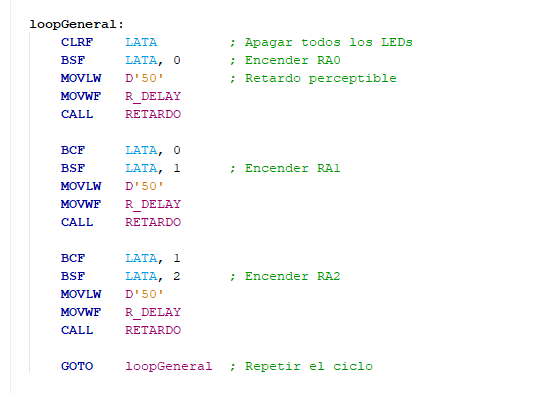 loopGeneral:
CLRF LATA ; Apagar todos los LEDs
BSF LATA, 0 ; Encender RA0
MOVLW D'50' ; Retardo perceptible
MOVWF R_DELAY
CALL RETARDO
BCF LATA, 0
BSF LATA, 1 ; Encender RA1
MOVLW D'50'
MOVWF R_DELAY
CALL RETARDO
BCF LATA, 1
BSF LATA, 2 ; Encender RA2
MOVLW D'50'
MOVWF R_DELAY
CALL RETARDO
GOTO loopGeneral ; Repetir el ciclo